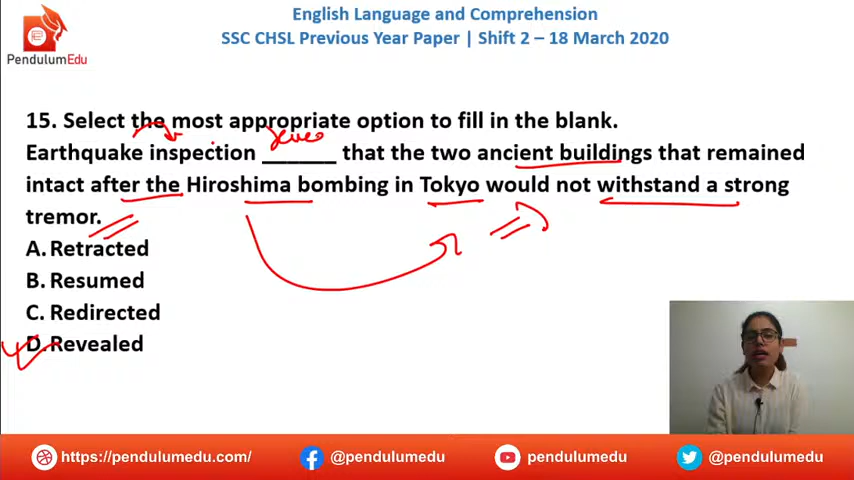 English Language and Comprehension
SSC CHSL Previous Year Paper | Shift 2 – 18 March 2020
PendulumEdu
15. Select the most appropriate option to fill in the blank.
Earthquake inspection ______ that the two ancient buildings that remained
intact after the Hiroshima bombing in Tokyo would not withstand a strong
tremor.
A. Retracted
B. Resumed
C. Redirected
D. Revealed
https://pendulumedu.com/ @pendulumedu pendulumedu @pendulumedu